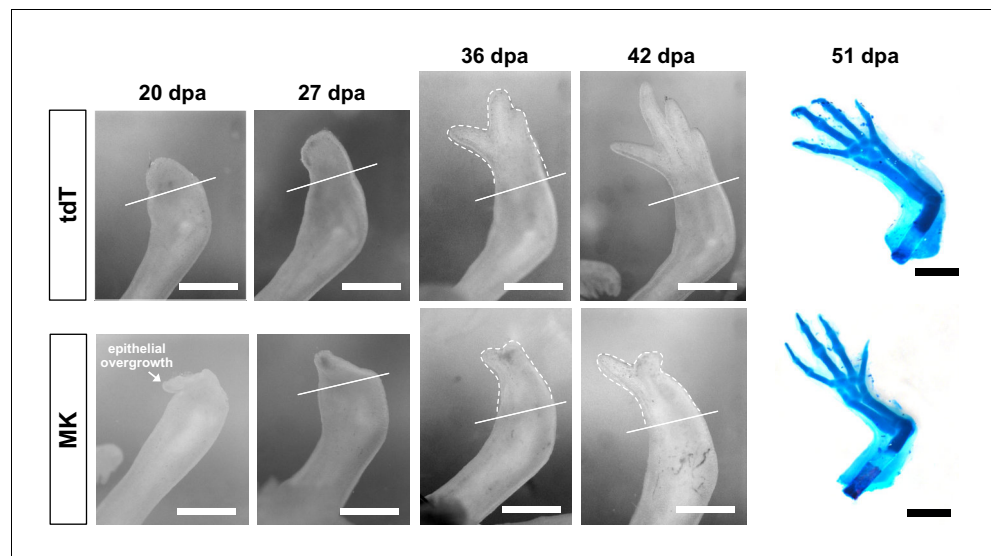 20 dpa
27 dpa
36 dpa
42 dpa
51 dpa
tdT
MK
epithelial
overgrowth